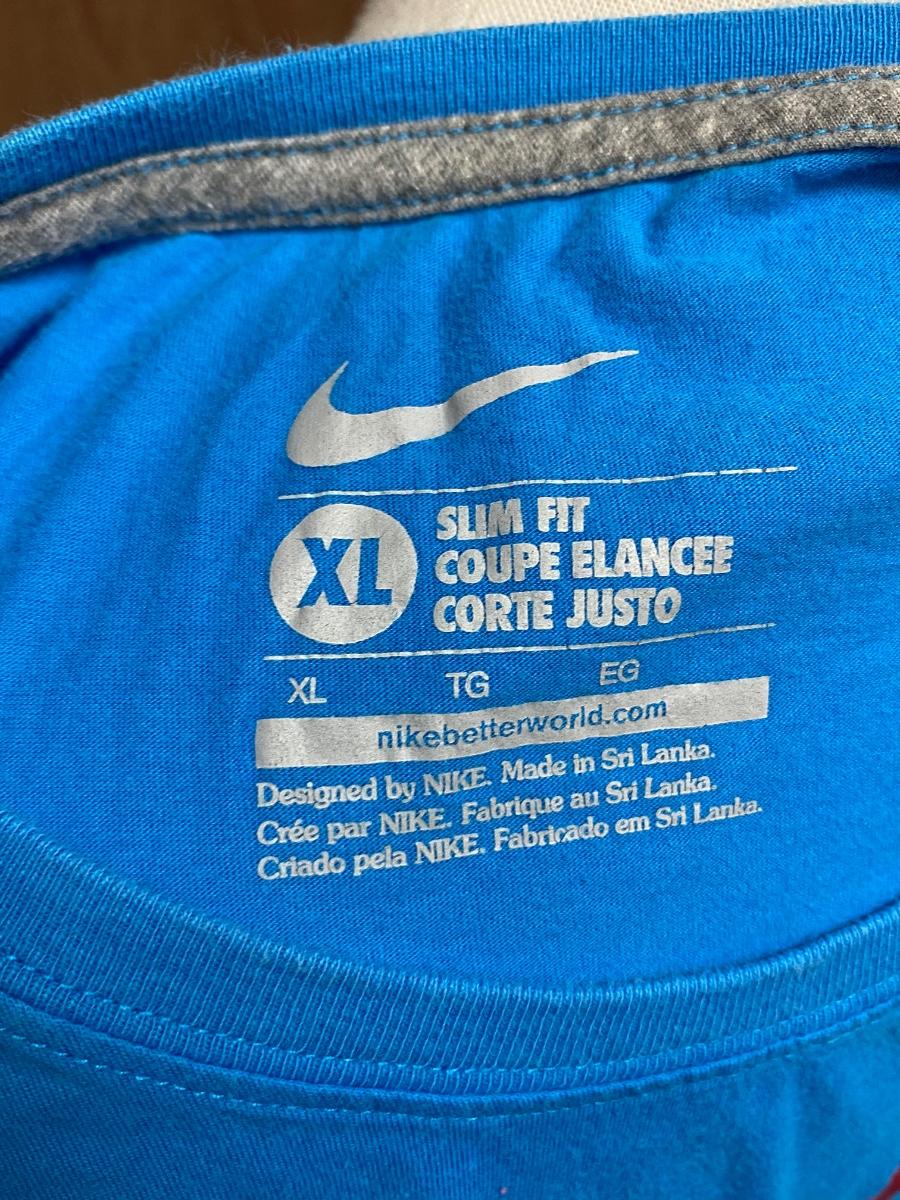 XL
SLIM FIT
COUPE ELANCEE
CORTE JUSTO
XL TG EG
nikebetterworld.com
Designed by NIKE. Made in Sri Lanka.
Crée par NIKE. Fabrique au Sri Lanka.
Criado pela NIKE. Fabricado em Sri Lanka.